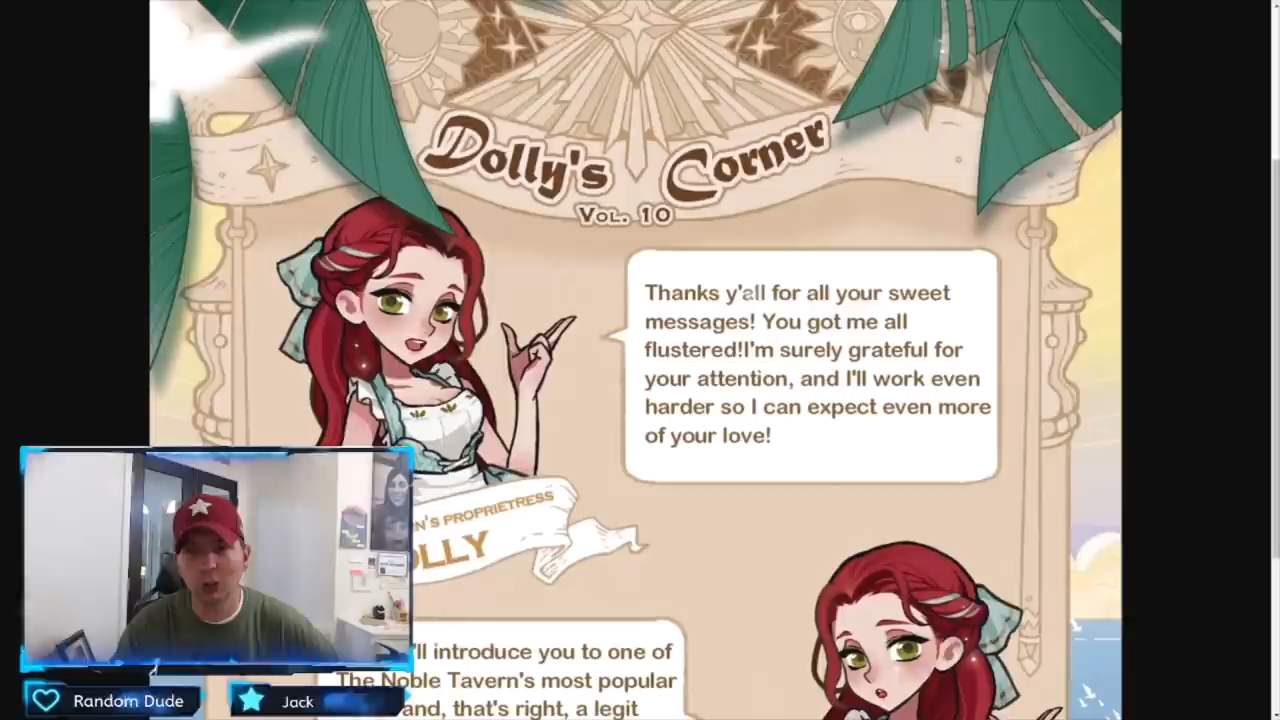 Dolly's Corner
VOL. 10
Thanks y'all for all your sweet
messages! You got me all
flustered!I'm surely grateful for
your attention, and I'll work even
harder so I can expect even more
of your love!
N'S PROPRIETRESS
OLLY
'll introduce you to one of
The Noble Tavern's most popular
and, that's right, a legit
Random Dude
Jack